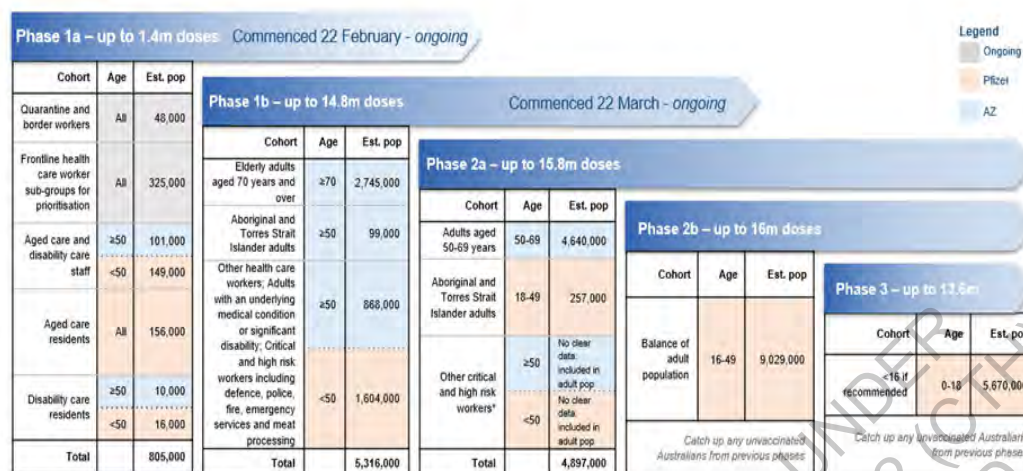 Phase 1a – up to 1.4m doses Commenced 22 February - ongoing
Cohort Age Est. pop
Quarantine and
border workers All 48,000
Frontline health
care worker
sub-groups for
prioritisation All 325,000
Aged care and
disability care
staff
≥50 101,000
<50 149,000
Aged care
residents All 156,000
Disability care
residents
≥50 10,000
<50 16,000
Total 805,000
Phase 1b – up to 14.8m doses Commenced 22 March - ongoing
Cohort Age Est. pop
Elderly adults
aged 70 years and
over ≥70 2,745,000
Aboriginal and
Torres Strait
Islander adults ≥50 99,000
Other health care
workers; Adults
with an underlying
medical condition
or significant
disability; Critical
and high risk
workers including
defence, police,
fire, emergency
services and meat
processing
≥50 868,000
<50 1,604,000
Total 5,316,000
Phase 2a – up to 15.8m doses
Cohort Age Est. pop
Adults aged
50-69 years 50-69 4,640,000
Aboriginal and
Torres Strait
Islander adults 18-49 257,000
Other critical
and high risk
workers*
≥50
No clear
data:
included in
adult pop
<50
No clear
data:
included in
adult pop
Total 4,897,000
Phase 2b – up to 16m doses
Cohort Age Est. pop
Balance of
adult
population 16-49 9,029,000
Catch up any unvaccinated
Australians from previous phases
Phase 3 – up to 13.6m
Cohort Age Est. po
<16 if
recommended 0-18 5,670,000
Catch up any unvaccinated Australian
from previous phase
Legend
Ongoing
Pfizer
AZ
UNDER
(CTH